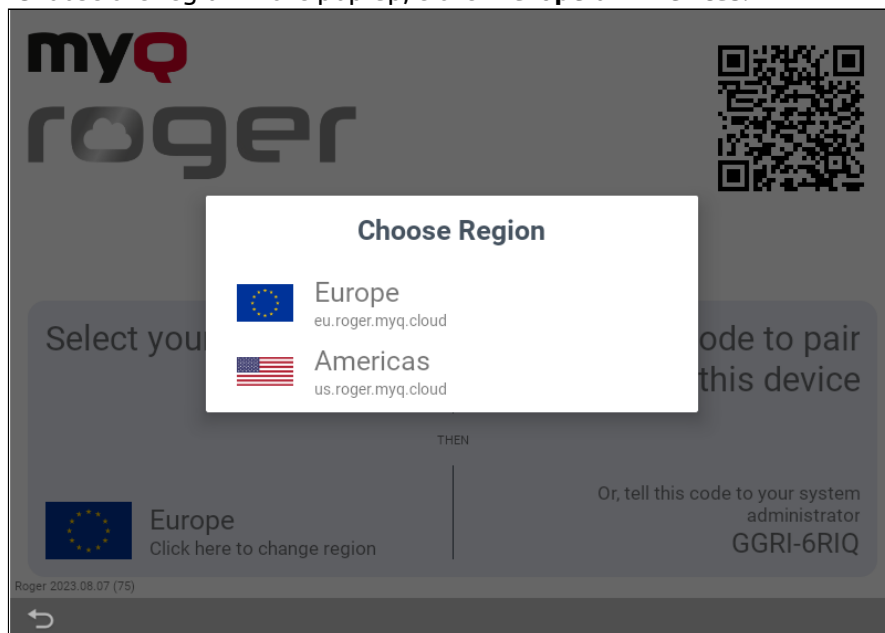 myQ
roger
Choose Region
Europe
eu.roger.myq.cloud
Americas
us.roger.myq.cloud
Select you
ode to pair
this device
THEN
Europe
Click here to change region
Or, tell this code to your system
administrator
GGRI-6RIQ
Roger 2023.08.07 (75)